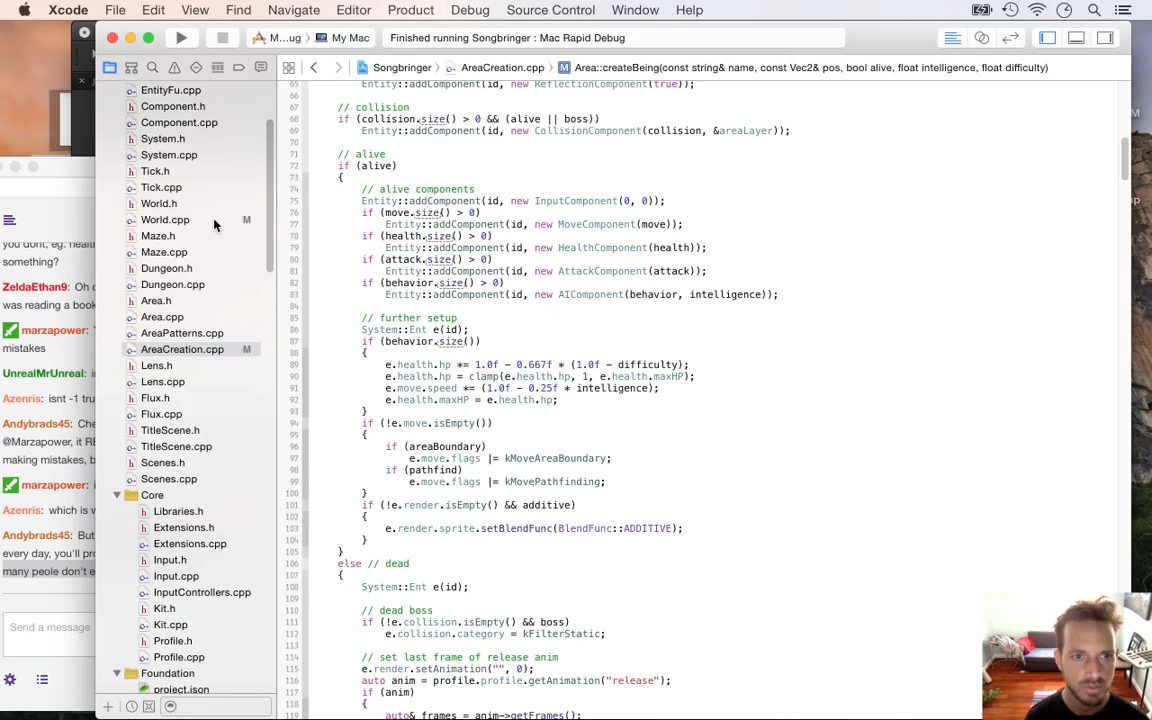 Xcode File Edit View Find Navigate Editor Product Debug Source Control Window Help
M...ug My Mac Finished running Songbringer : Mac Rapid Debug
Songbringer AreaCreation.cpp M Area::createBeing(const string& name, const Vec2& pos, bool alive, float intelligence, float difficulty)
EntityFu.cpp
Component.h
Component.cpp
System.h
System.cpp
Tick.h
Tick.cpp
World.h
World.cpp M
Maze.h
Maze.cpp
Dungeon.h
Dungeon.cpp
Area.h
Area.cpp
AreaPatterns.cpp
AreaCreation.cpp M
Lens.h
Lens.cpp
Flux.h
Flux.cpp
TitleScene.h
TitleScene.cpp
Scenes.h
Scenes.cpp
Core
Libraries.h
Extensions.h
Extensions.cpp
Input.h
Input.cpp
InputControllers.cpp
Kit.h
Kit.cpp
Profile.h
Profile.cpp
Foundation
project.json
65 Entity::addComponent(id, new ReflectionComponent(true));
66
67 // collision
68 if (collision.size() > 0 && (alive || boss))
69 Entity::addComponent(id, new CollisionComponent(collision, &areaLayer));
70
71 // alive
72 if (alive)
73 {
74 // alive components
75 Entity::addComponent(id, new InputComponent(0, 0));
76 if (move.size() > 0)
77 Entity::addComponent(id, new MoveComponent(move));
78 if (health.size() > 0)
79 Entity::addComponent(id, new HealthComponent(health));
80 if (attack.size() > 0)
81 Entity::addComponent(id, new AttackComponent(attack));
82 if (behavior.size() > 0)
83 Entity::addComponent(id, new AIComponent(behavior, intelligence));
84
85 // further setup
86 System::Ent e(id);
87 if (behavior.size())
88 {
89 e.health.hp *= 1.0f - 0.667f * (1.0f - difficulty);
90 e.health.hp = clamp(e.health.hp, 1, e.health.maxHP);
91 e.move.speed *= (1.0f - 0.25f * intelligence);
92 e.health.maxHP = e.health.hp;
93 }
94 if (!e.move.isEmpty())
95 {
96 if (areaBoundary)
97 e.move.flags |= kMoveAreaBoundary;
98 if (pathfind)
99 e.move.flags |= kMovePathfinding;
100 }
101 if (!e.render.isEmpty() && additive)
102 {
103 e.render.sprite.setBlendFunc(BlendFunc::ADDITIVE);
104 }
105 }
106 else // dead
107 {
108 System::Ent e(id);
109
110 // dead boss
111 if (!e.collision.isEmpty() && boss)
112 e.collision.category = kFilterStatic;
113
114 // set last frame of release anim
115 e.render.setAnimation("", 0);
116 auto anim = profile.profile.getAnimation("release");
117 if (anim)
118 {
119 auto& frames = anim->getFrames();
you dont, eg. healt
something?
ZeldaEthan9: Oh
was reading a book
marzapower:
mistakes
UnrealMrUnreal: i
Azenris: isnt -1 tru
Andybrads45: Che
@Marzapower, it RE
making mistakes, b
marzapower: i
Azenris: which is w
Andybrads45: But
every day, you'll pr
many peole don't e
Send a message